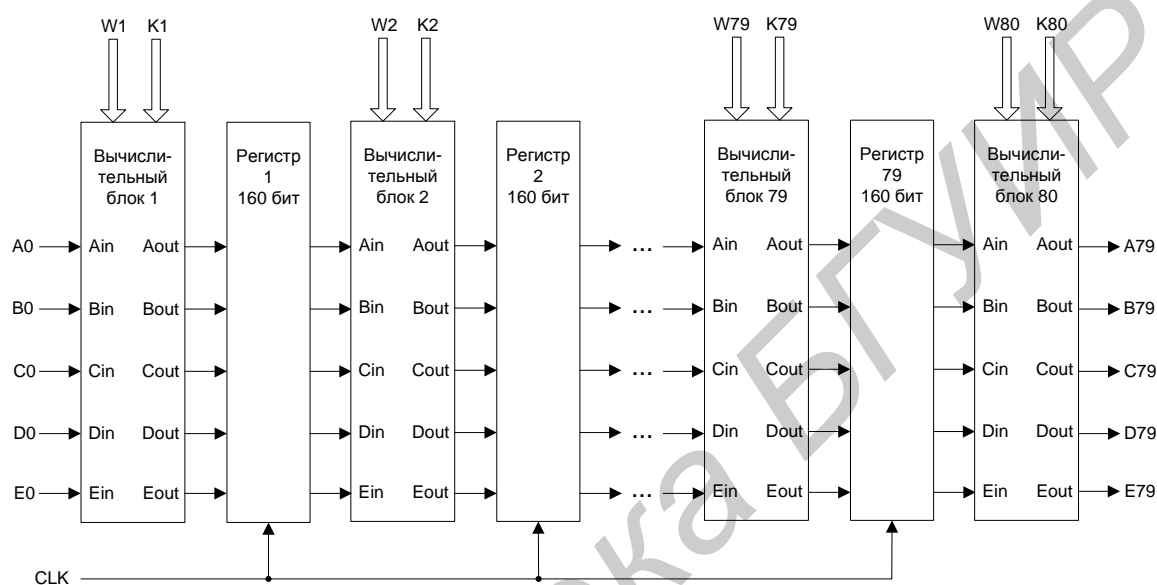 W1 K1 W2 K2 W79 K79 W80 K80
Вычисли-
тельный
блок 1
Регистр
1
160 бит
Вычисли-
тельный
блок 2
Регистр
2
160 бит
Вычисли-
тельный
блок 79
Регистр
79
160 бит
Вычисли-
тельный
блок 80
A0 Ain Aout Ain Aout ... Ain Aout Ain Aout A79
B0 Bin Bout Bin Bout ... Bin Bout Bin Bout B79
C0 Cin Cout Cin Cout ... Cin Cout Cin Cout C79
D0 Din Dout Din Dout ... Din Dout Din Dout D79
E0 Ein Eout Ein Eout ... Ein Eout Ein Eout E79
CLK
БГУИР